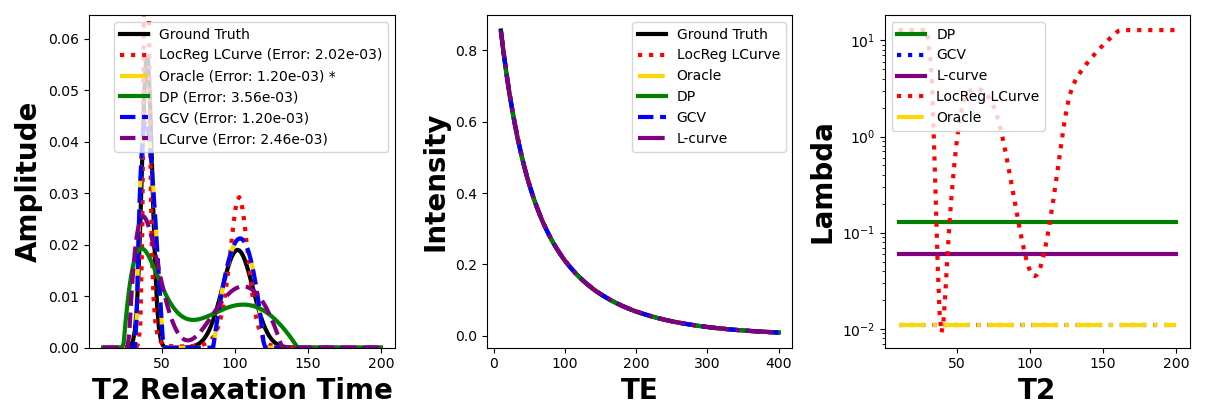 Amplitude
0.00
0.01
0.02
0.03
0.04
0.05
0.06
50
100
150
200
T2 Relaxation Time
Ground Truth
LocReg LCurve (Error: 2.02e-03)
Oracle (Error: 1.20e-03) *
DP (Error: 3.56e-03)
GCV (Error: 1.20e-03)
LCurve (Error: 2.46e-03)
Intensity
0.0
0.2
0.4
0.6
0.8
0
100
200
300
400
TE
Ground Truth
LocReg LCurve
Oracle
DP
GCV
L-curve
Lambda
10⁻²
10⁻¹
10⁰
10¹
50
100
150
200
T2
DP
GCV
L-curve
LocReg LCurve
Oracle